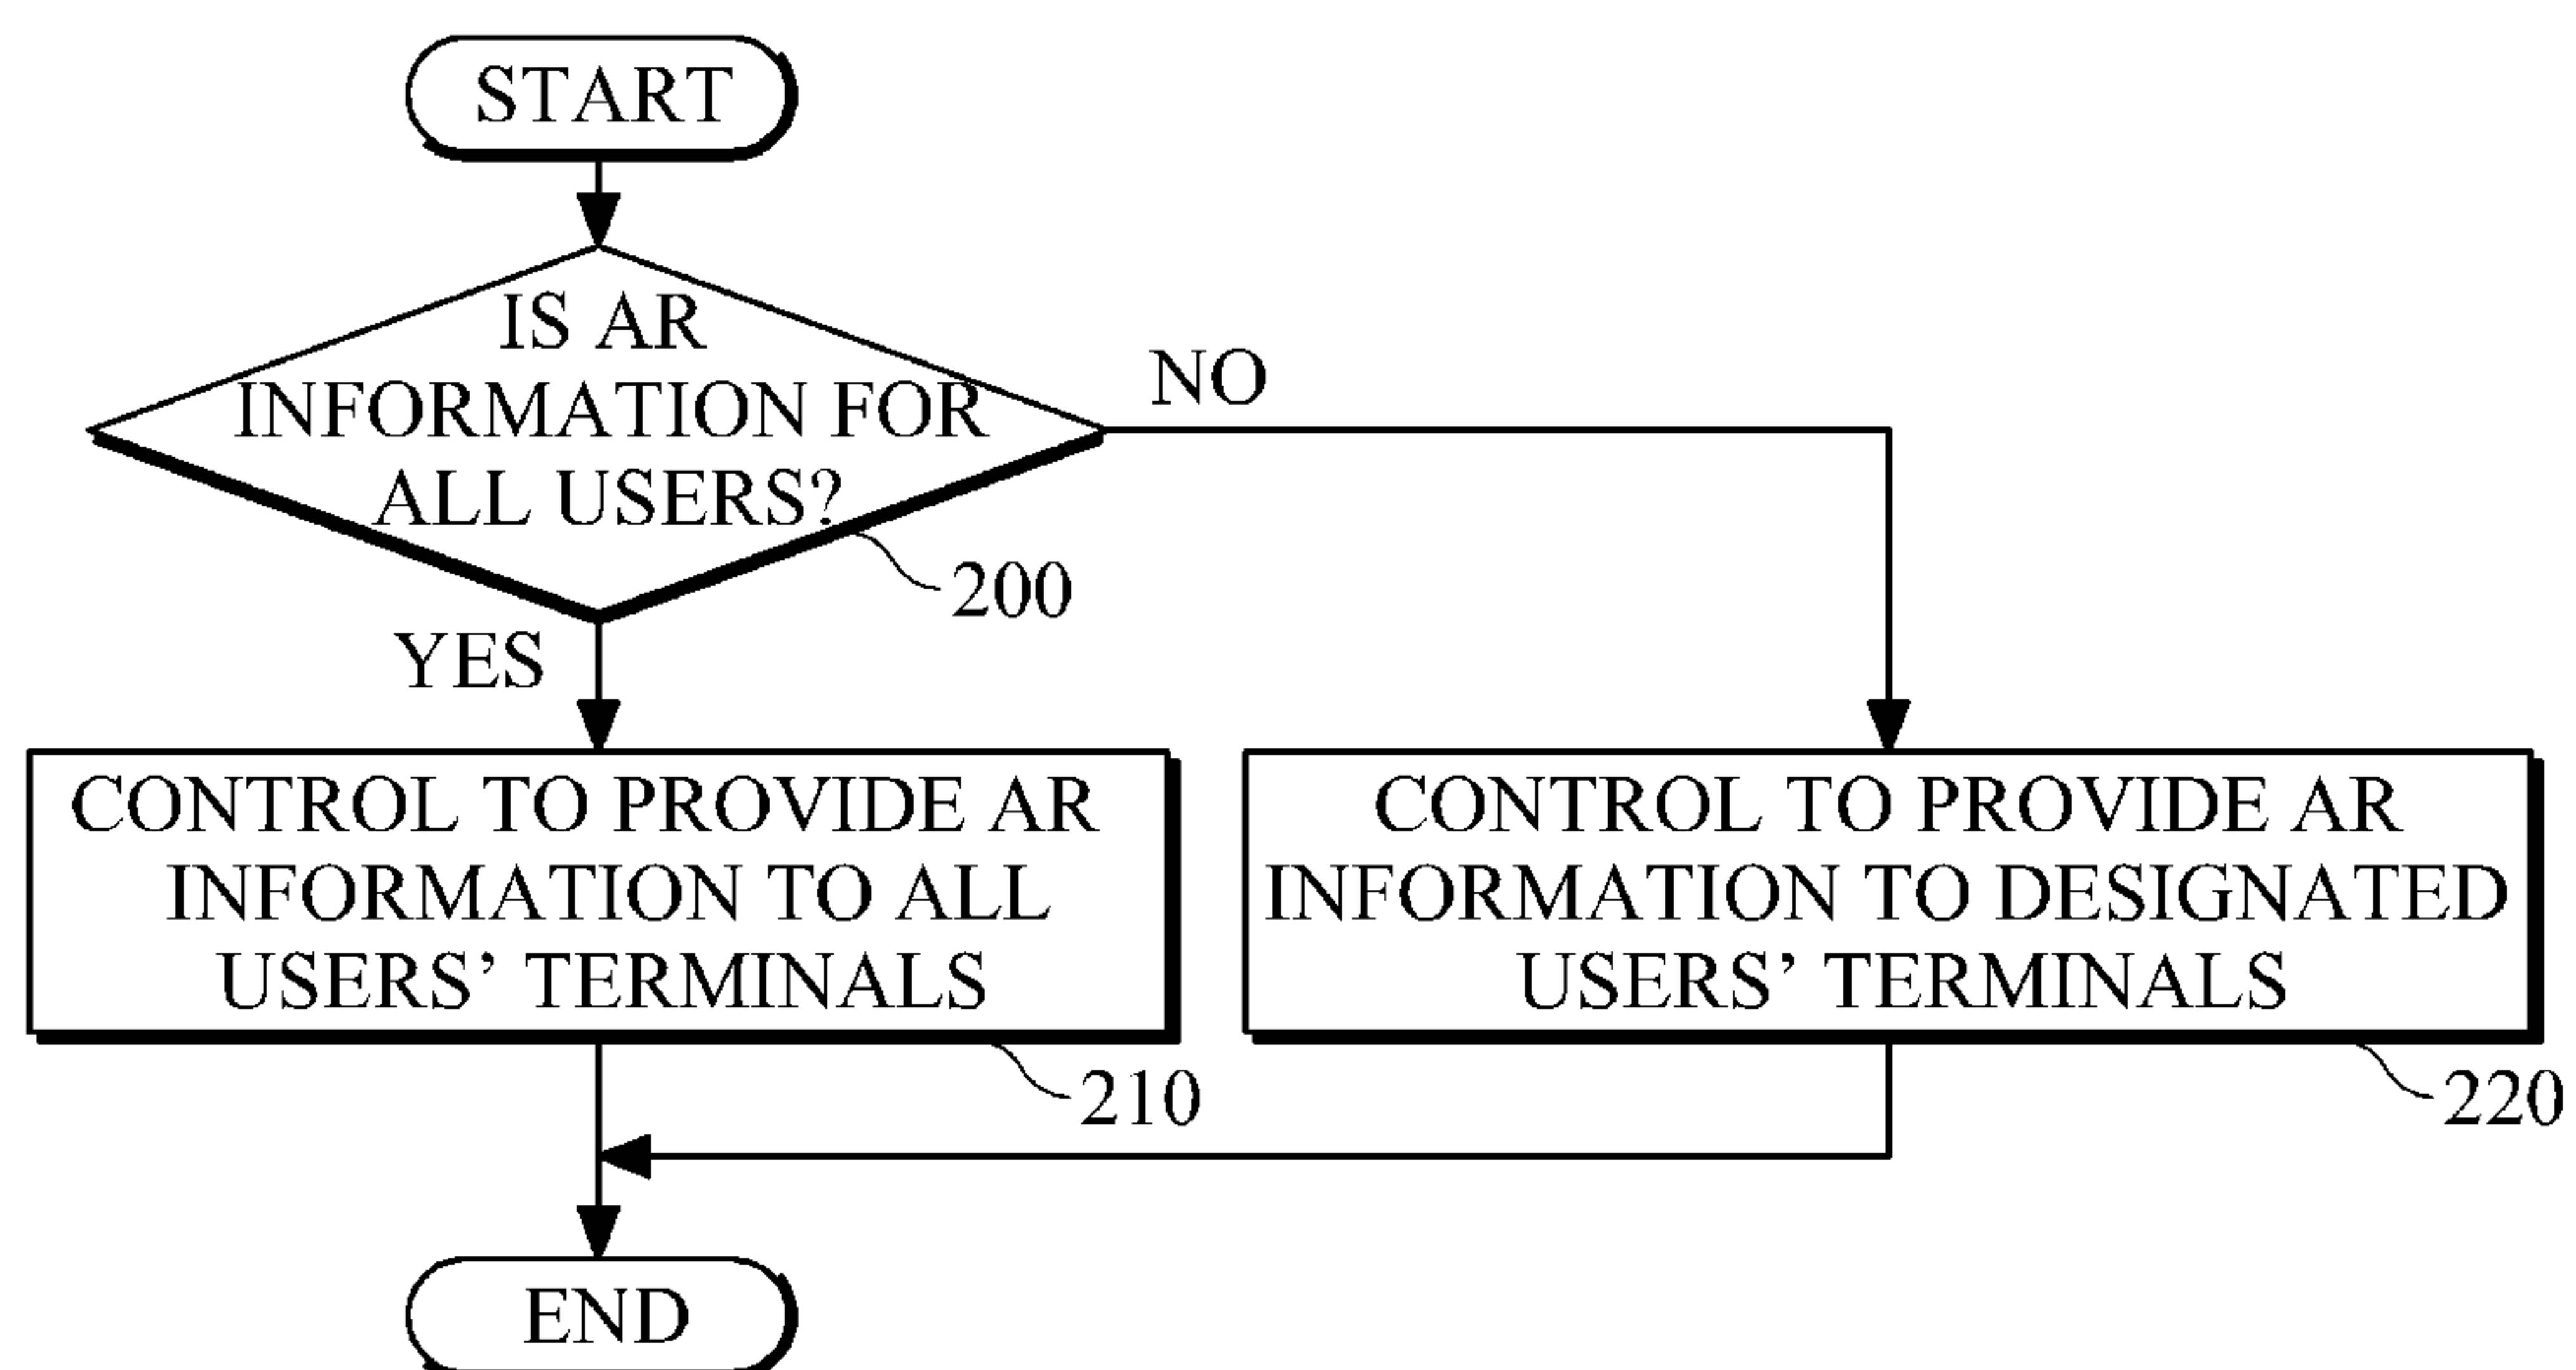 START
IS AR
INFORMATION FOR
ALL USERS?
NO
200
YES
CONTROL TO PROVIDE AR
INFORMATION TO ALL
USERS’ TERMINALS
210
CONTROL TO PROVIDE AR
INFORMATION TO DESIGNATED
USERS’ TERMINALS
220
END